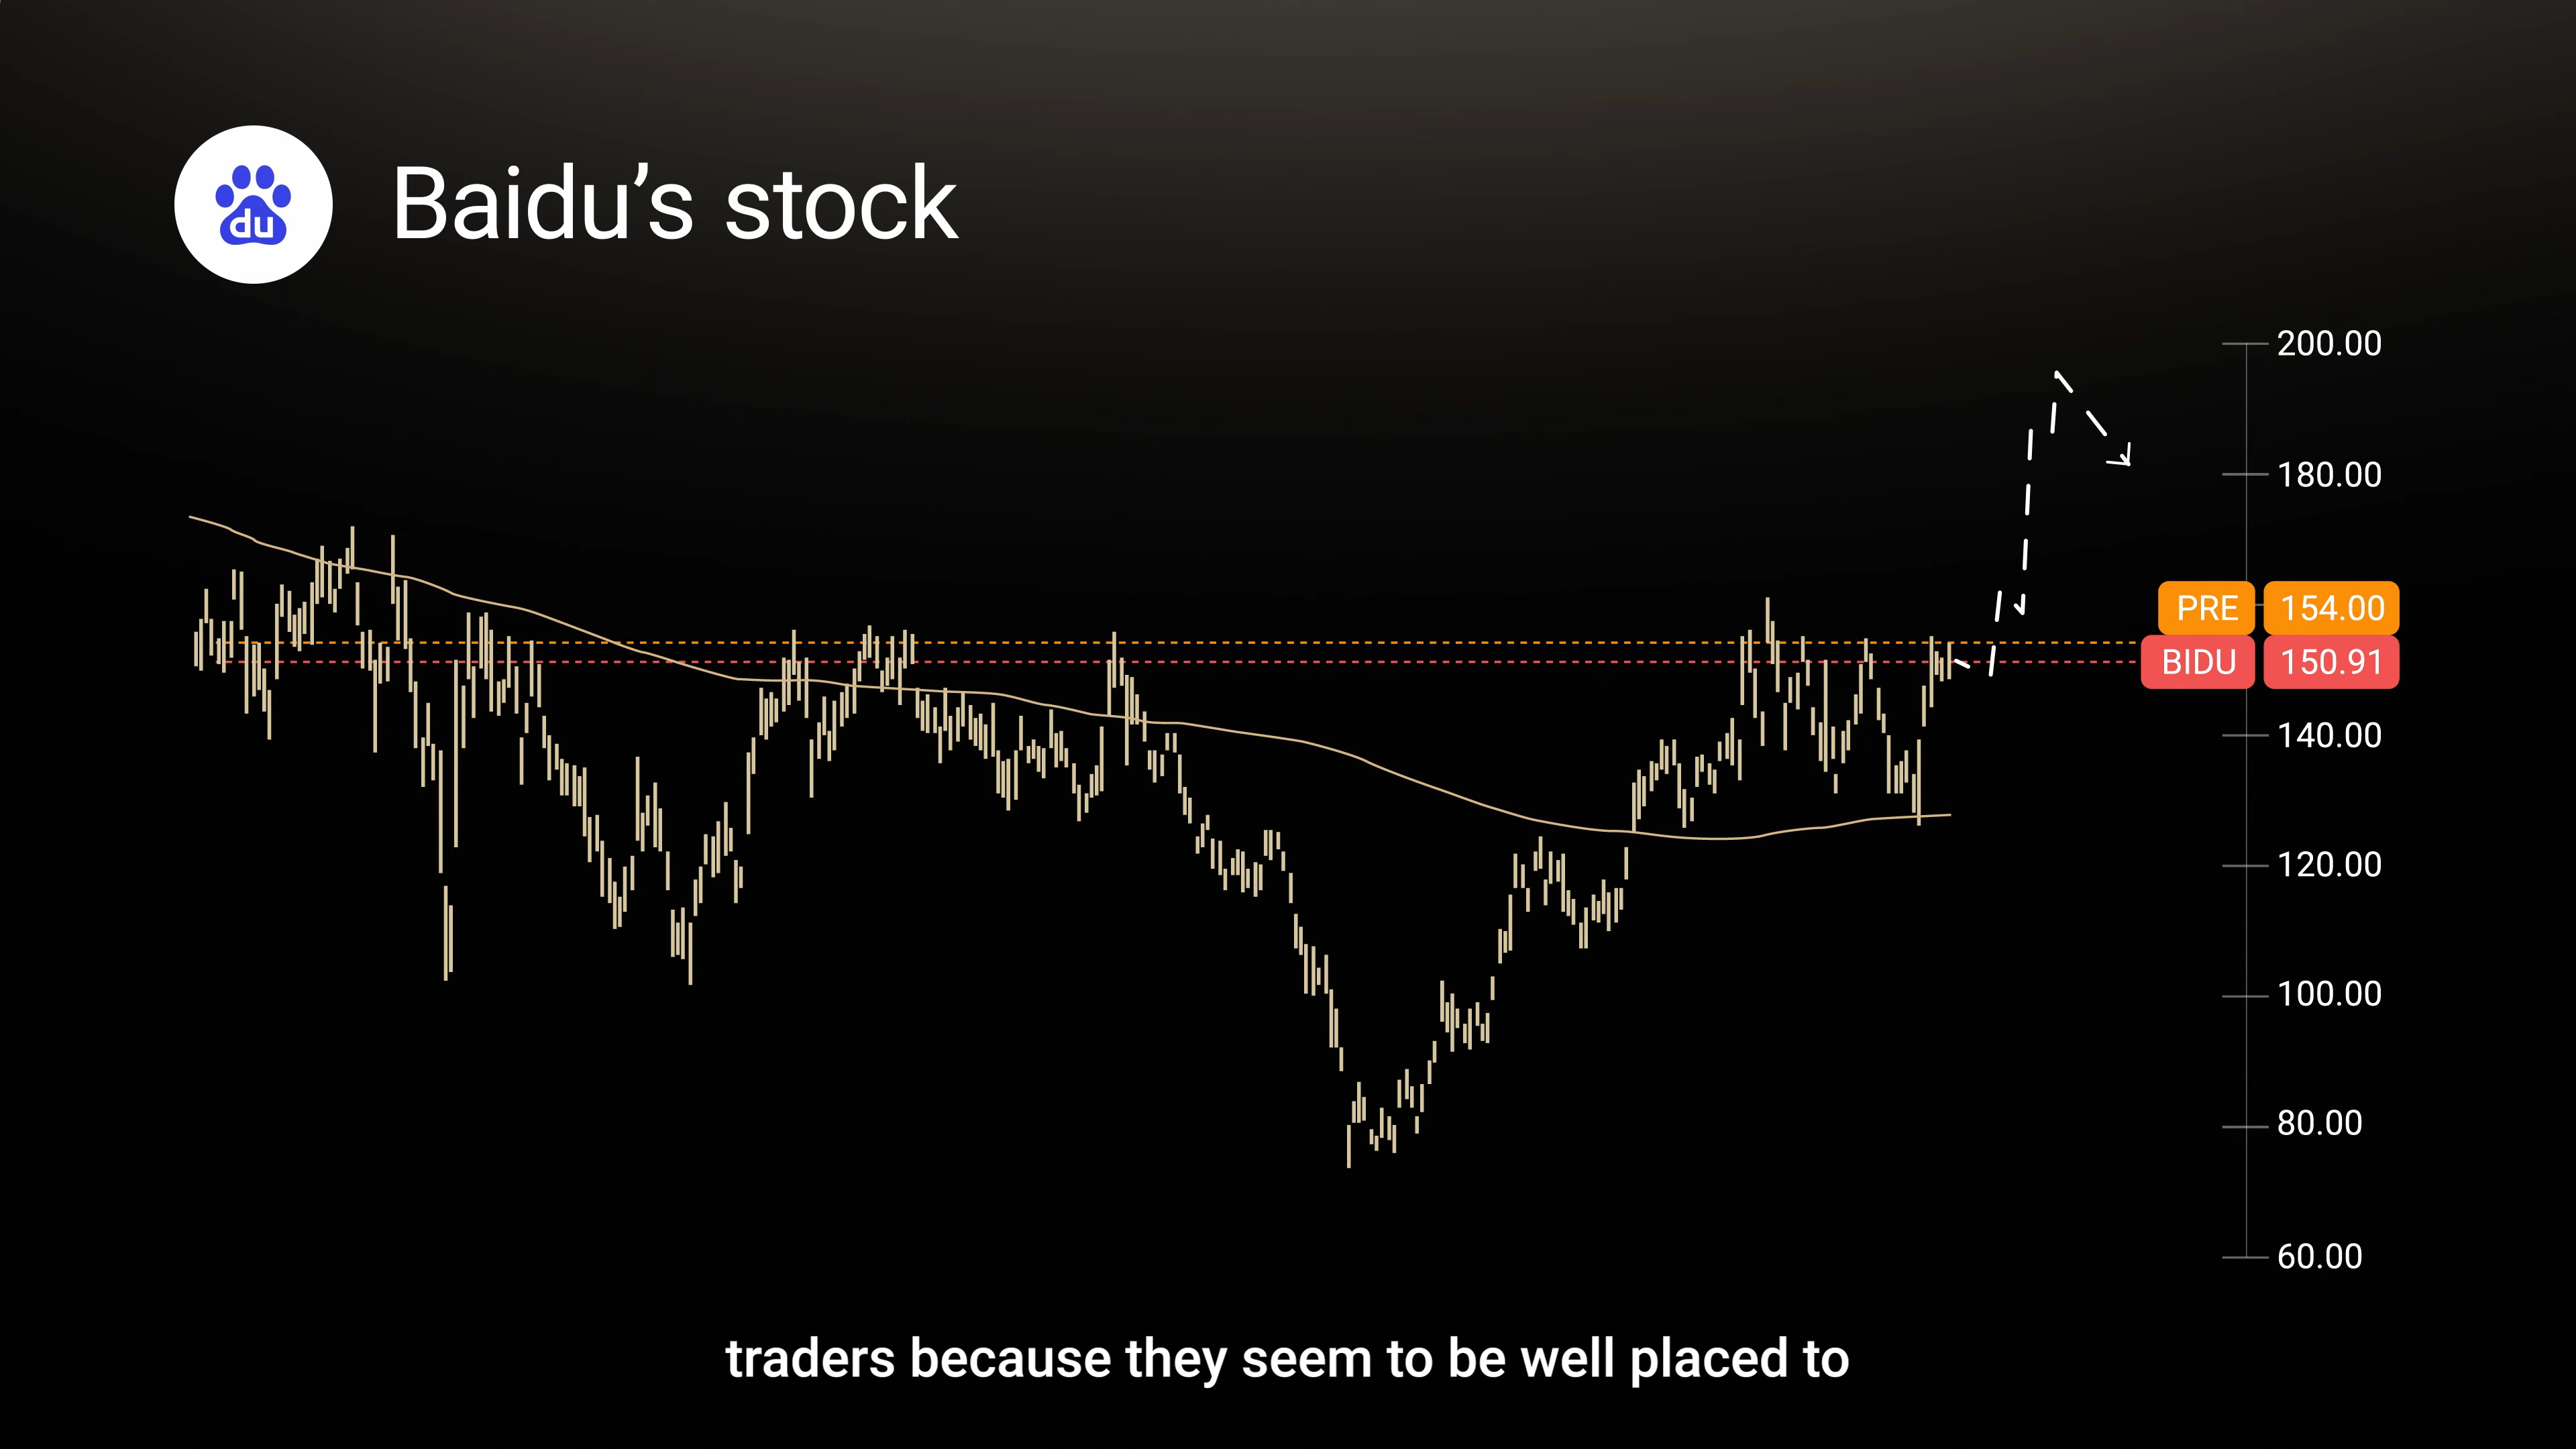 du
Baidu’s stock
200.00
180.00
PRE 154.00
BIDU 150.91
140.00
120.00
100.00
80.00
60.00
traders because they seem to be well placed to